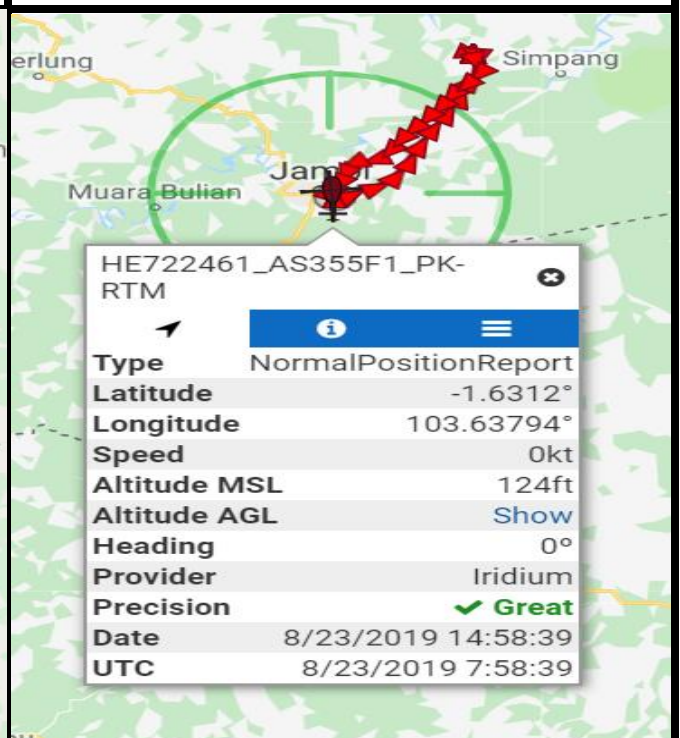 erlung
Simpang
Muara Bulian
HE722461_AS355F1_PK-
RTM
Type NormalPositionReport
Latitude -1.6312°
Longitude 103.63794°
Speed 0kt
Altitude MSL 124ft
Altitude AGL Show
Heading 0°
Provider Iridium
Precision ✔ Great
Date 8/23/2019 14:58:39
UTC 8/23/2019 7:58:39